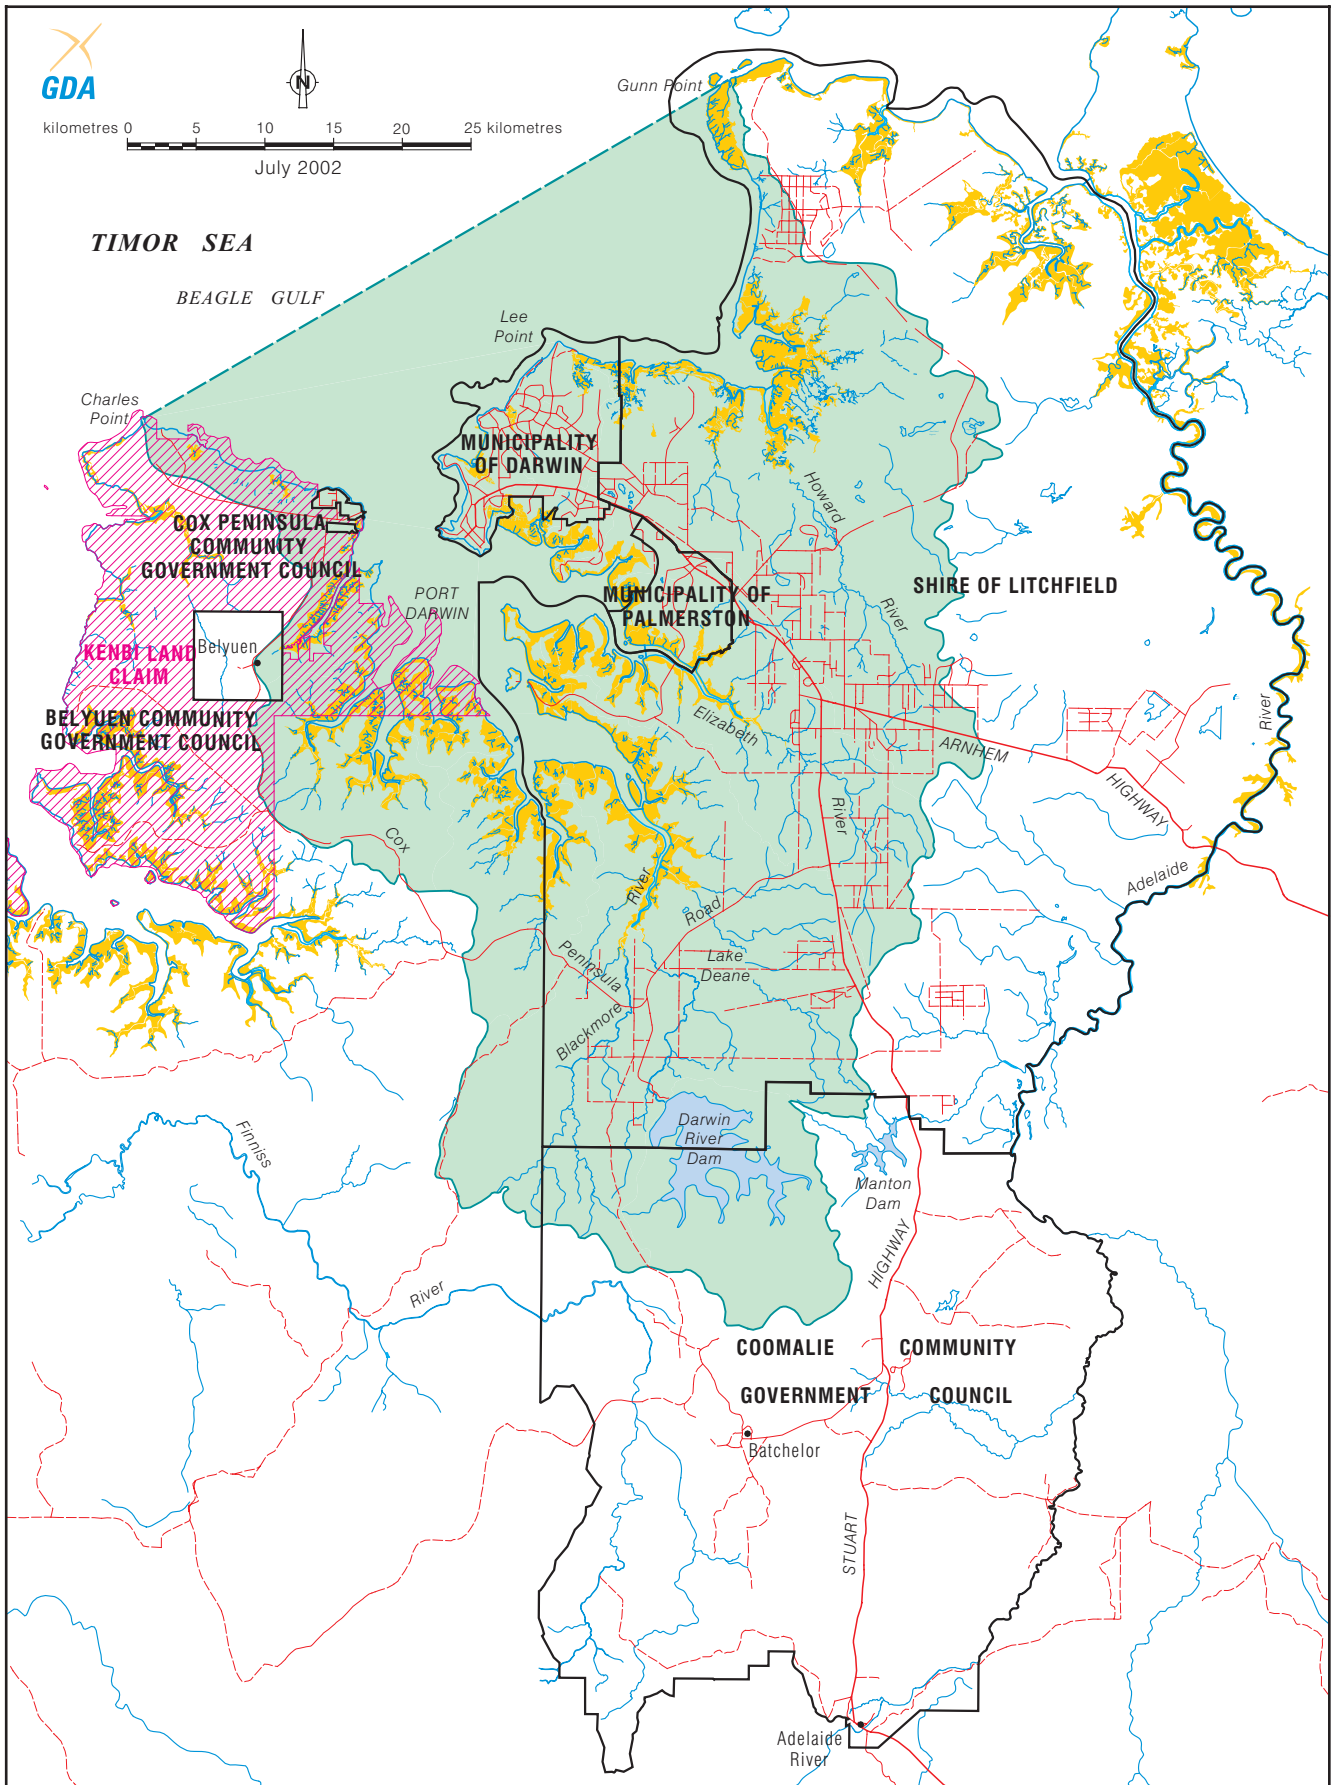 GDA
N
kilometres 0 5 10 15 20 25 kilometres
July 2002
Gunn Point
TIMOR SEA
BEAGLE GULF
Lee
Point
Charles
Point
MUNICIPALITY
OF DARWIN
COX PENINSULA
COMMUNITY
GOVERNMENT COUNCIL
Howard
River
SHIRE OF LITCHFIELD
PORT
DARWIN
MUNICIPALITY OF
PALMERSTON
Belyuen
KENBI LAND
CLAIM
BELYUEN COMMUNITY
GOVERNMENT COUNCIL
Elizabeth
River
ARNHEM
HIGHWAY
River
Adelaide
Cox
Peninsula
Road
River
Blackmore
Lake
Deane
Darwin
River
Dam
Manton
Dam
Finniss
River
HIGHWAY
COOMALIE COMMUNITY
GOVERNMENT COUNCIL
Batchelor
STUART
Adelaide
River